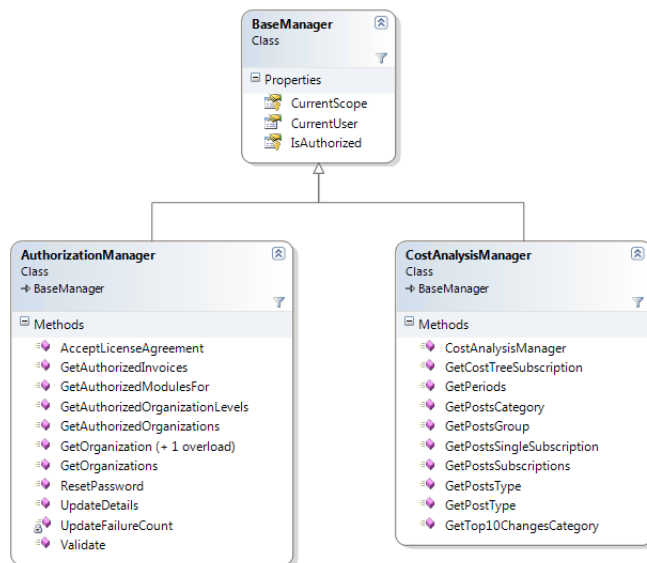 BaseManager
Class
Properties
CurrentScope
CurrentUser
IsAuthorized
AuthorizationManager
Class
BaseManager
Methods
AcceptLicenseAgreement
GetAuthorizedInvoices
GetAuthorizedModulesFor
GetAuthorizedOrganizationLevels
GetAuthorizedOrganizations
GetOrganization (+ 1 overload)
GetOrganizations
ResetPassword
UpdateDetails
UpdateFailureCount
Validate
CostAnalysisManager
Class
BaseManager
Methods
CostAnalysisManager
GetCostTreeSubscription
GetPeriods
GetPostsCategory
GetPostsGroup
GetPostsSingleSubscription
GetPostsSubscriptions
GetPostsType
GetPostType
GetTop10ChangesCategory